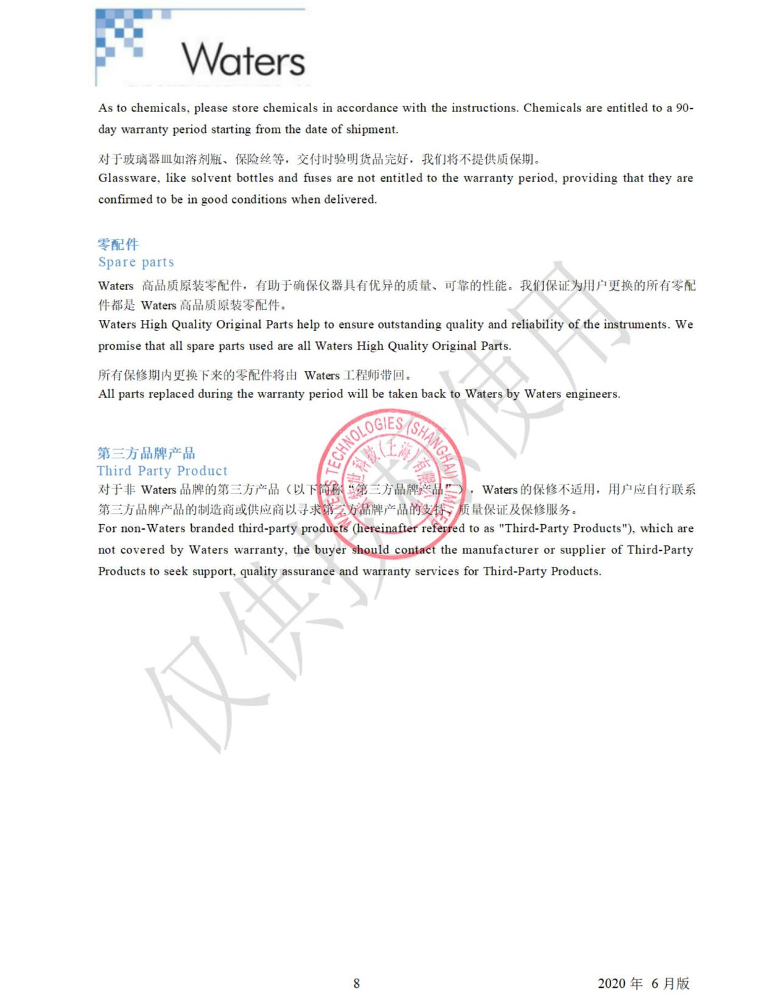 Waters
As to chemicals, please store chemicals in accordance with the instructions. Chemicals are entitled to a 90-
day warranty period starting from the date of shipment.
对于玻璃器皿如溶剂瓶、保险丝等，交付时验明货品完好，我们将不提供质保期。
Glassware, like solvent bottles and fuses are not entitled to the warranty period, providing that they are
confirmed to be in good conditions when delivered.
零配件
Spare parts
Waters 高品质原装零配件，有助于确保仪器具有优异的质量、可靠的性能。我们保证为用户更换的所有零配
件都是 Waters 高品质原装零配件。
Waters High Quality Original Parts help to ensure outstanding quality and reliability of the instruments. We
promise that all spare parts used are all Waters High Quality Original Parts.
所有保修期内更换下来的零配件将由 Waters 工程师带回。
All parts replaced during the warranty period will be taken back to Waters by Waters engineers.
第三方品牌产品
Third Party Product
对于非 Waters 品牌的第三方产品（以下简称“第三方品牌产品”），Waters 的保修不适用，用户应自行联系
第三方品牌产品的制造商或供应商以寻求第三方品牌产品的支持、质量保证及保修服务。
For non-Waters branded third-party products (hereinafter referred to as "Third-Party Products"), which are
not covered by Waters warranty, the buyer should contact the manufacturer or supplier of Third-Party
Products to seek support, quality assurance and warranty services for Third-Party Products.
WATERS TECHNOLOGIES (SHANGHAI) LIMITED
沃特世科技(上海)有限公司
仅供投标使用
8
2020 年 6 月版